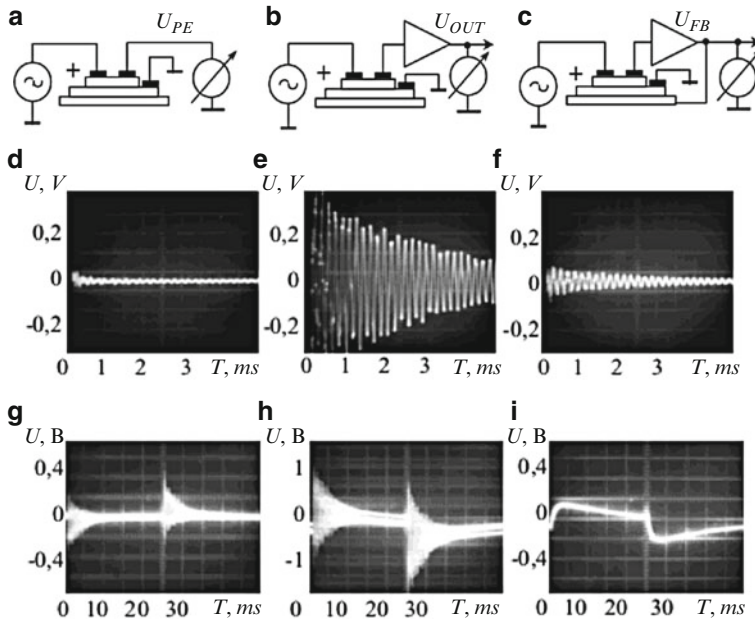 a b c
U_PE U_OUT U_FB
+ + +
d e f
U, V U, V U, V
0,2 0,2 0,2
0 0 0
-0,2 -0,2 -0,2
0 1 2 3 T, ms 0 1 2 3 T, ms 0 1 2 3 T, ms
g h i
U, B U, B U, B
0,4 1 0,4
0 0 0
-0,4 -1 -0,4
0 10 20 30 T, ms 0 10 20 30 T, ms 0 10 20 30 T, ms